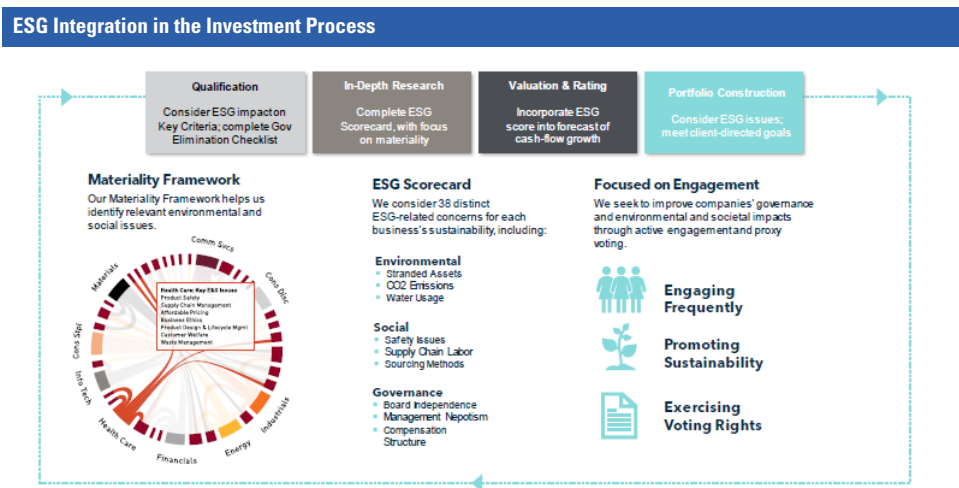 ESG Integration in the Investment Process
Qualification
Consider ESG impact on
Key Criteria; complete Gov
Elimination Checklist
In-Depth Research
Complete ESG
Scorecard, with focus
on materiality
Valuation & Rating
Incorporate ESG
score into forecast of
cash-flow growth
Portfolio Construction
Consider ESG issues;
meet client-directed goals
Materiality Framework
Our Materiality Framework helps us
identify relevant environmental and
social issues.
Comm Svcs
Cons Disc
Industrials
Energy
Financials
Health Care
Info Tech
Cons Stpl
Materials
Health Care: Key E&S Issues
Product Safety
Supply Chain Management
Affordable Pricing
Business Ethics
Product Design & Lifecycle Mgmt
Customer Welfare
Waste Management
ESG Scorecard
We consider 38 distinct
ESG-related concerns for each
business's sustainability, including:
Environmental
Stranded Assets
CO2 Emissions
Water Usage
Social
Safety Issues
Supply Chain Labor
Sourcing Methods
Governance
Board Independence
Management Nepotism
Compensation
Structure
Focused on Engagement
We seek to improve companies' governance
and environmental and societal impacts
through active engagement and proxy
voting.
Engaging
Frequently
Promoting
Sustainability
Exercising
Voting Rights